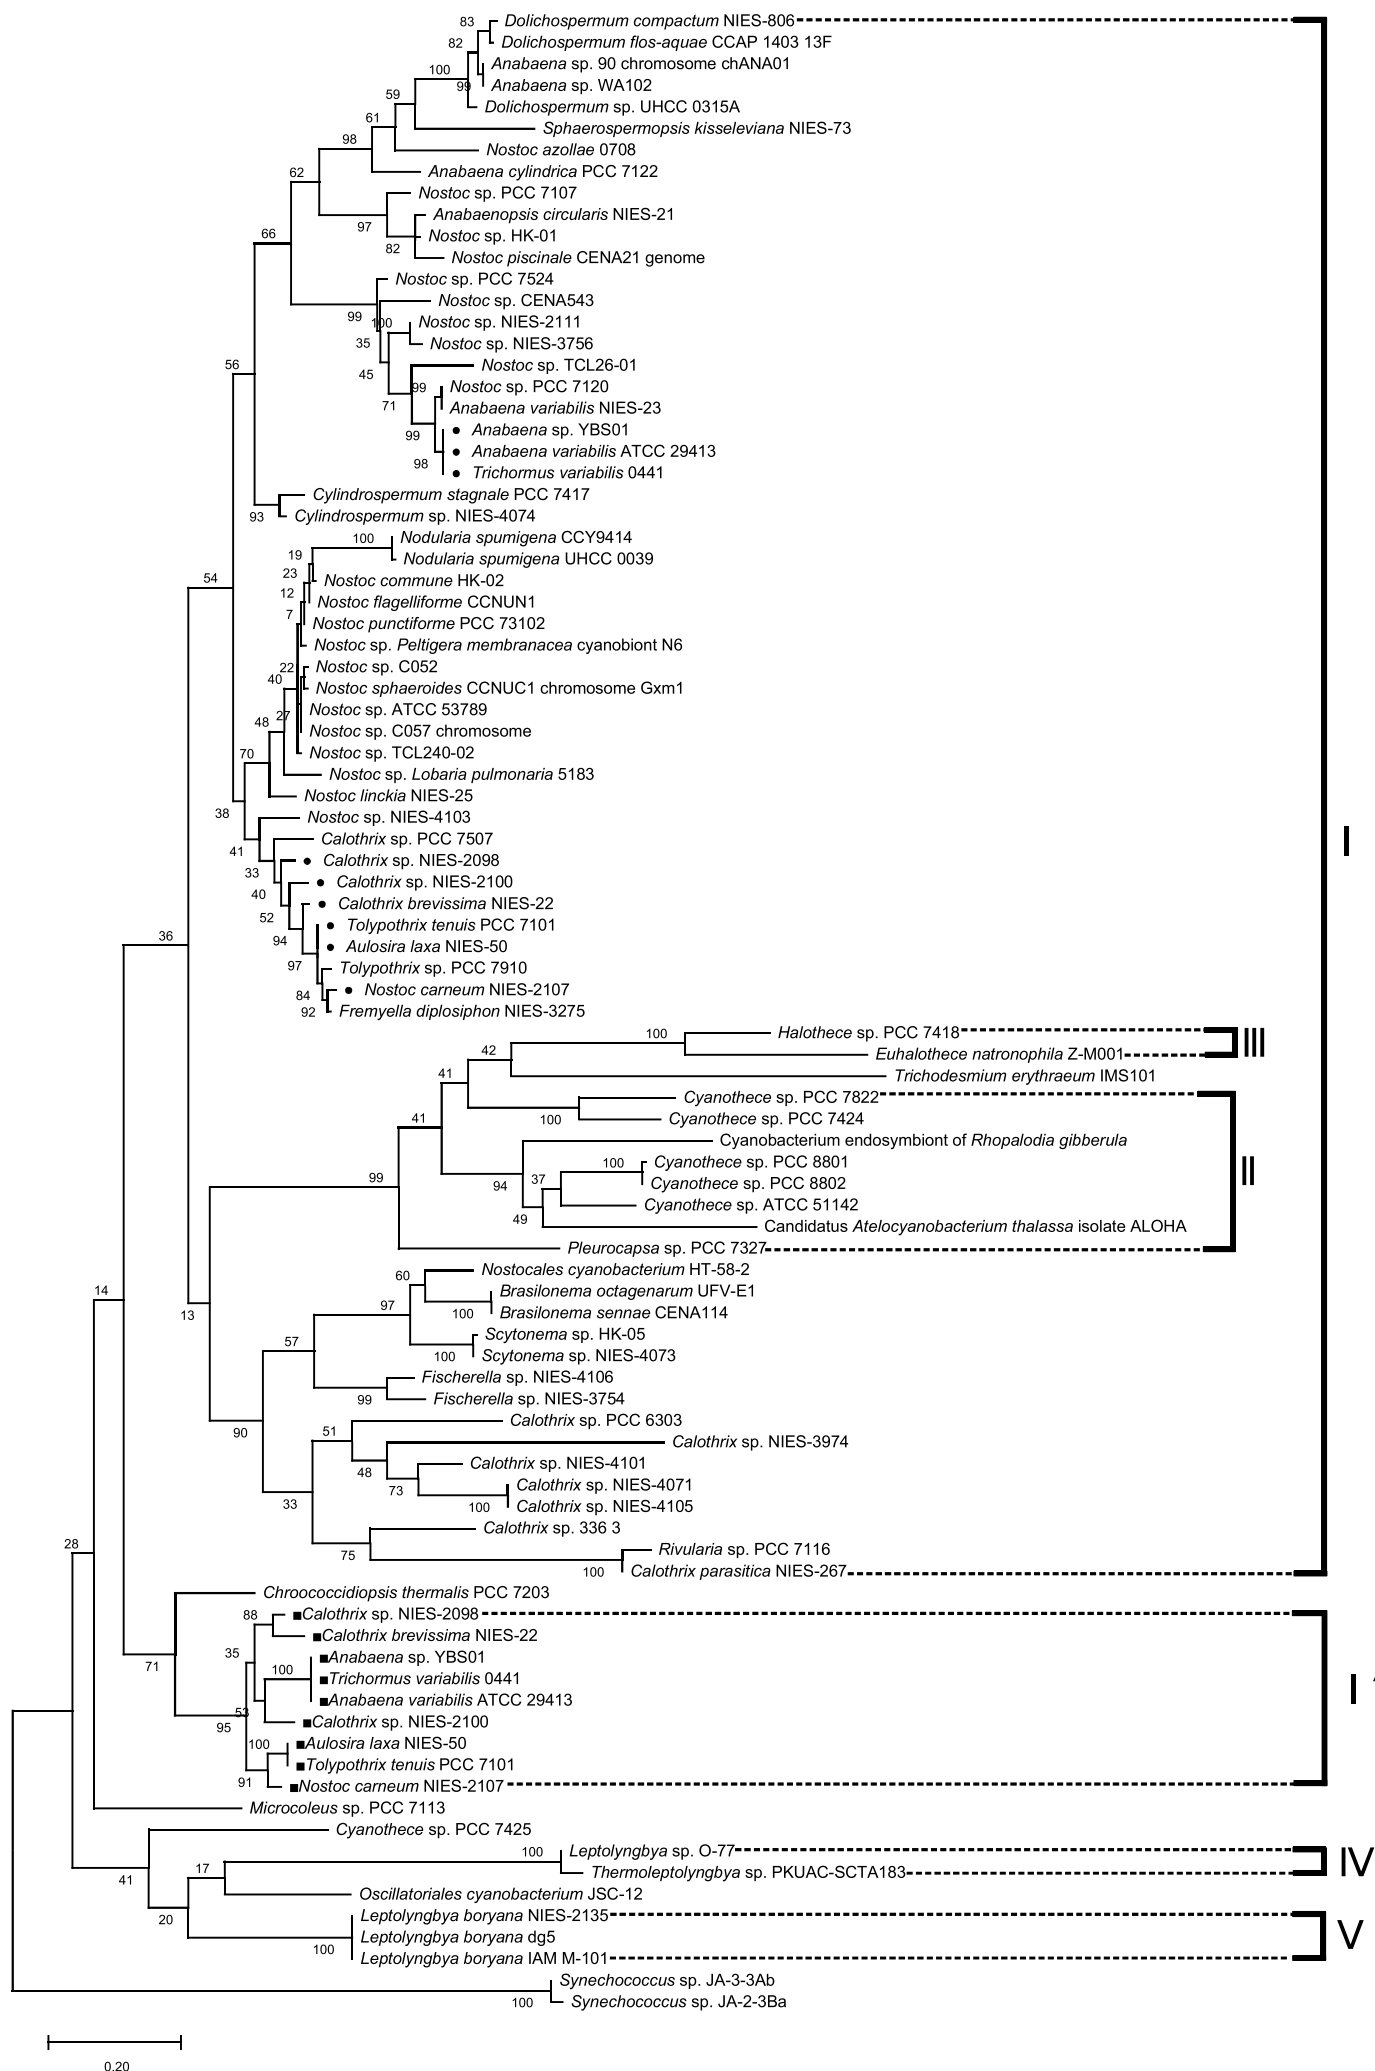 83
Dolichospermum compactum NIES-806
82
Dolichospermum flos-aquae CCAP 1403 13F
Anabaena sp. 90 chromosome chANA01
100
99
Anabaena sp. WA102
59
Dolichospermum sp. UHCC 0315A
61
Sphaerospermopsis kisseleviana NIES-73
98
Nostoc azollae 0708
62
Anabaena cylindrica PCC 7122
Nostoc sp. PCC 7107
97
Anabaenopsis circularis NIES-21
66
Nostoc sp. HK-01
82
Nostoc piscinale CENA21 genome
Nostoc sp. PCC 7524
Nostoc sp. CENA543
99
100
Nostoc sp. NIES-2111
35
Nostoc sp. NIES-3756
56
45
Nostoc sp. TCL26-01
99
Nostoc sp. PCC 7120
71
Anabaena variabilis NIES-23
99
Anabaena sp. YBS01
Anabaena variabilis ATCC 29413
98
Trichormus variabilis 0441
Cylindrospermum stagnale PCC 7417
93
Cylindrospermum sp. NIES-4074
100
Nodularia spumigena CCY9414
19
Nodularia spumigena UHCC 0039
54
23
Nostoc commune HK-02
12
Nostoc flagelliforme CCNUN1
7
Nostoc punctiforme PCC 73102
Nostoc sp. Peltigera membranacea cyanobiont N6
22
Nostoc sp. C052
40
Nostoc sphaeroides CCNUC1 chromosome Gxm1
27
Nostoc sp. ATCC 53789
48
Nostoc sp. C057 chromosome
70
Nostoc sp. TCL240-02
Nostoc sp. Lobaria pulmonaria 5183
Nostoc linckia NIES-25
38
Nostoc sp. NIES-4103
41
Calothrix sp. PCC 7507
I
33
Calothrix sp. NIES-2098
40
Calothrix sp. NIES-2100
52
Calothrix brevissima NIES-22
36
94
Tolypothrix tenuis PCC 7101
Aulosira laxa NIES-50
97
Tolypothrix sp. PCC 7910
84
Nostoc carneum NIES-2107
92
Fremyella diplosiphon NIES-3275
100
Halothece sp. PCC 7418
III
42
Euhalothece natronophila Z-M001
41
Trichodesmium erythraeum IMS101
Cyanothece sp. PCC 7822
41
100
Cyanothece sp. PCC 7424
Cyanobacterium endosymbiont of Rhopalodia gibberula
100
Cyanothece sp. PCC 8801
II
99
94
37
Cyanothece sp. PCC 8802
Cyanothece sp. ATCC 51142
49
Candidatus Atelocyanobacterium thalassa isolate ALOHA
Pleurocapsa sp. PCC 7327
60
Nostocales cyanobacterium HT-58-2
14
Brasilonema octagenarum UFV-E1
13
97
100
Brasilonema sennae CENA114
57
Scytonema sp. HK-05
100
Scytonema sp. NIES-4073
Fischerella sp. NIES-4106
99
Fischerella sp. NIES-3754
90
51
Calothrix sp. PCC 6303
Calothrix sp. NIES-3974
48
Calothrix sp. NIES-4101
73
Calothrix sp. NIES-4071
33
100
Calothrix sp. NIES-4105
Calothrix sp. 336 3
28
75
Rivularia sp. PCC 7116
100
Calothrix parasitica NIES-267
Chroococcidiopsis thermalis PCC 7203
88
Calothrix sp. NIES-2098
Calothrix brevissima NIES-22
35
Anabaena sp. YBS01
71
100
Trichormus variabilis 0441
I '
Anabaena variabilis ATCC 29413
53
95
Calothrix sp. NIES-2100
100
Aulosira laxa NIES-50
Tolypothrix tenuis PCC 7101
91
Nostoc carneum NIES-2107
Microcoleus sp. PCC 7113
Cyanothece sp. PCC 7425
100
Leptolyngbya sp. O-77
IV
17
Thermoleptolyngbya sp. PKUAC-SCTA183
41
Oscillatoriales cyanobacterium JSC-12
20
Leptolyngbya boryana NIES-2135
Leptolyngbya boryana dg5
V
100
Leptolyngbya boryana IAM M-101
Synechococcus sp. JA-3-3Ab
100
Synechococcus sp. JA-2-3Ba
0.20